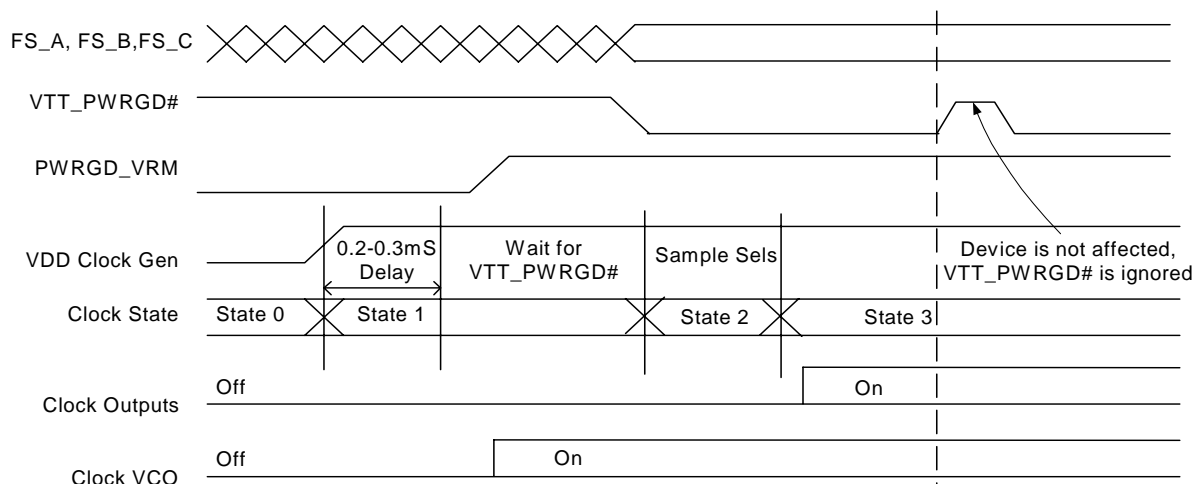 FS_A, FS_B,FS_C
VTT_PWRGD#
PWRGD_VRM
VDD Clock Gen
0.2-0.3mS
Delay
Wait for
VTT_PWRGD#
Sample Sels
Device is not affected,
VTT_PWRGD# is ignored
Clock State
State 0
State 1
State 2
State 3
Clock Outputs
Off
On
Clock VCO
Off
On